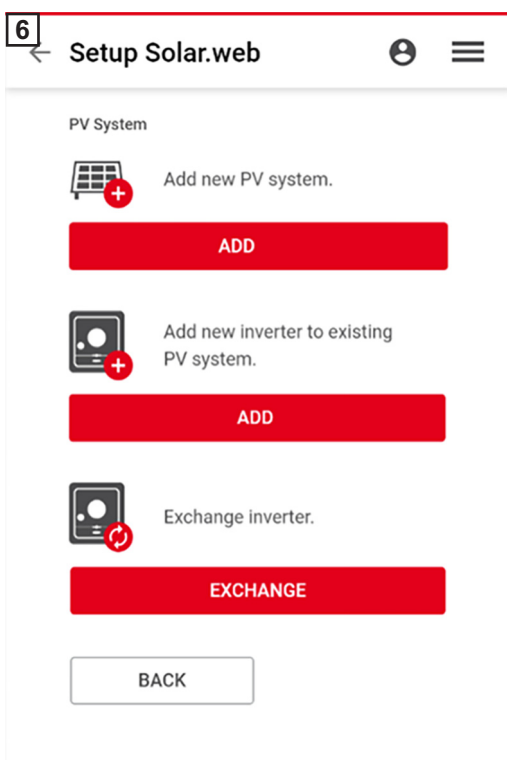 6
Setup Solar.web
PV System
Add new PV system.
ADD
Add new inverter to existing
PV system.
ADD
Exchange inverter.
EXCHANGE
BACK